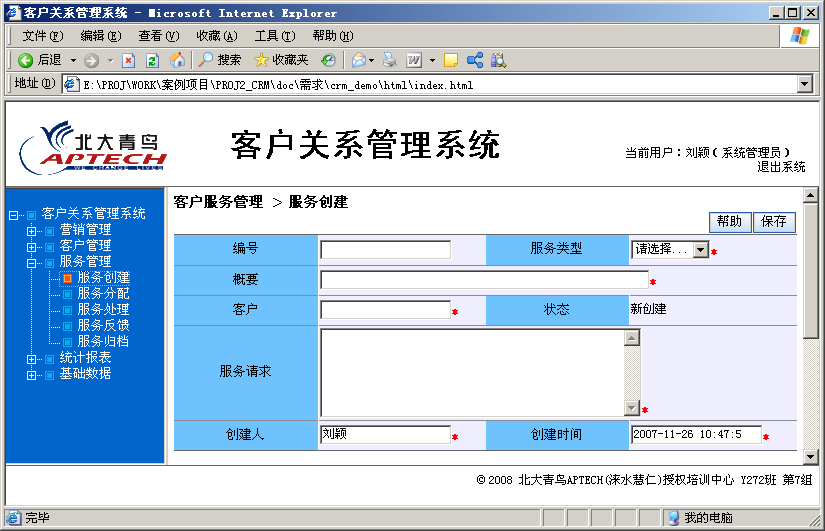 客户关系管理系统 - Microsoft Internet Explorer
文件(F) 编辑(E) 查看(V) 收藏(A) 工具(T) 帮助(H)
后退 搜索 收藏夹
地址(D) E:\PROJ\WORK\案例项目\PROJ2_CRM\doc\需求\crm_demo\html\index.html
北大青鸟
APTECH
WE CHANGE LIVES
客户关系管理系统
当前用户：刘颖(系统管理员)
退出系统
客户关系管理系统
营销管理
客户管理
服务管理
服务创建
服务分配
服务处理
服务反馈
服务归档
统计报表
基础数据
客户服务管理 > 服务创建
帮助 保存
编号 服务类型 请选择... *
概要 *
客户 * 状态 新创建
服务请求 *
创建人 刘颖 * 创建时间 2007-11-26 10:47:5 *
©2008 北大青鸟APTECH(涞水慧仁)授权培训中心 Y272班 第7组
完毕 我的电脑